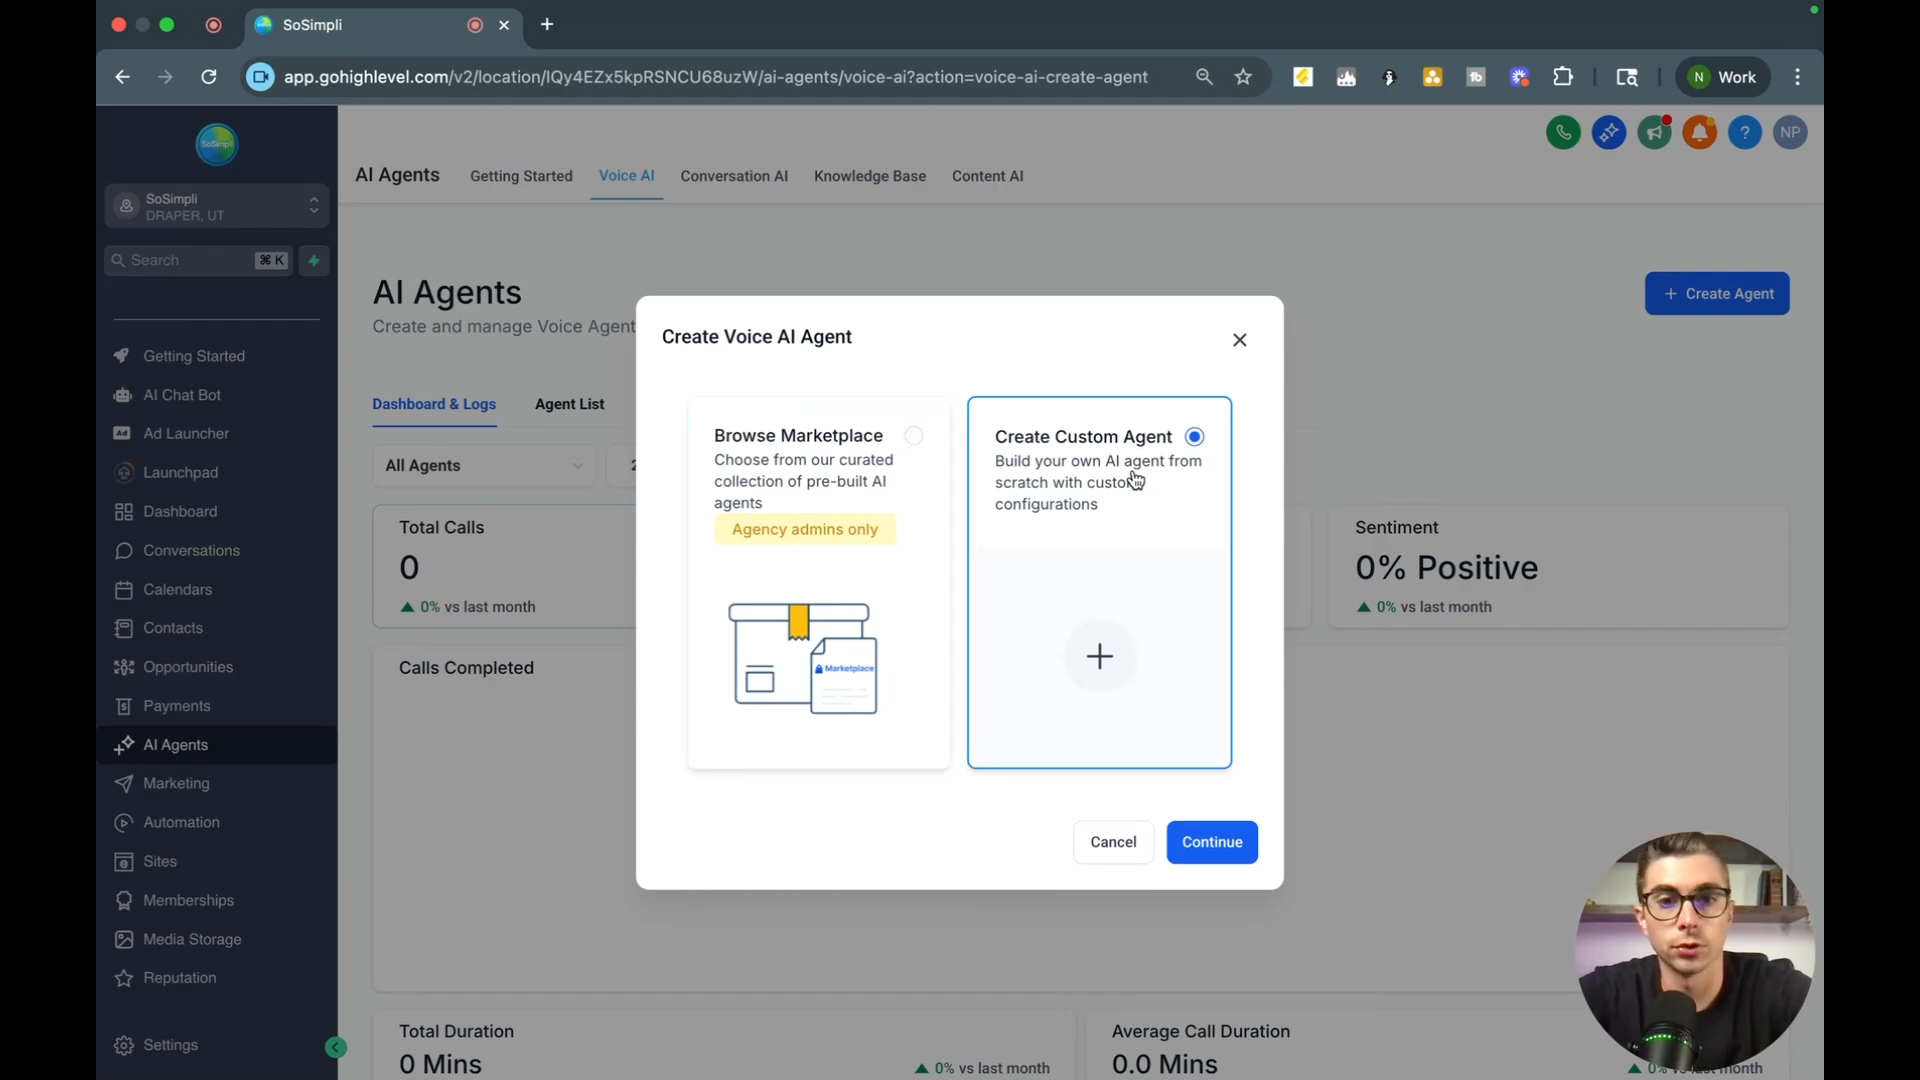 SoSimpli
app.gohighlevel.com/v2/location/IQy4EZx5kpRSNCU68uzW/ai-agents/voice-ai?action=voice-ai-create-agent
N Work
SoSimpli
SoSimpli
DRAPER, UT
Search ⌘ K
Getting Started
AI Chat Bot
Ad Launcher
Launchpad
Dashboard
Conversations
Calendars
Contacts
Opportunities
Payments
AI Agents
Marketing
Automation
Sites
Memberships
Media Storage
Reputation
Settings
NP
AI Agents Getting Started Voice AI Conversation AI Knowledge Base Content AI
AI Agents
Create and manage Voice Agent
+ Create Agent
Dashboard & Logs Agent List
All Agents
Total Calls
0
0% vs last month
Sentiment
0% Positive
0% vs last month
Calls Completed
Total Duration
0 Mins
0% vs last month
Average Call Duration
0.0 Mins
0% vs last month
Create Voice AI Agent
Browse Marketplace
Choose from our curated
collection of pre-built AI
agents
Agency admins only
Marketplace
Create Custom Agent
Build your own AI agent from
scratch with custom
configurations
Cancel
Continue